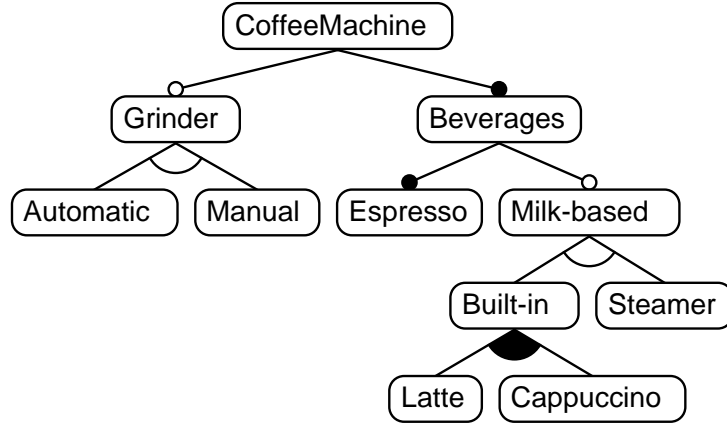 CoffeeMachine
Grinder
Beverages
Automatic
Manual
Espresso
Milk-based
Built-in
Steamer
Latte
Cappuccino